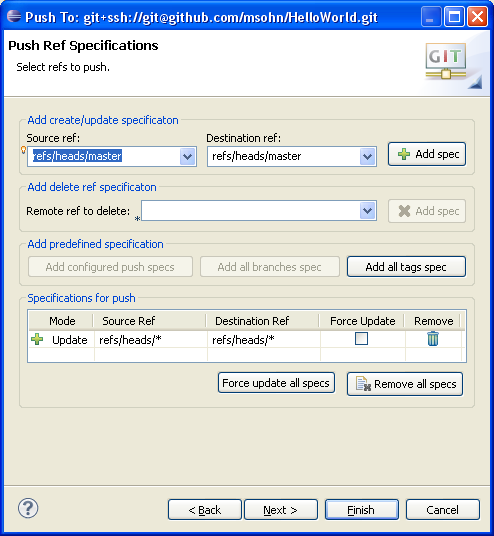 Push To: git+ssh://git@github.com/msohn/HelloWorld.git
Push Ref Specifications
Select refs to push.
GIT
Add create/update specificaton
Source ref: Destination ref:
refs/heads/master refs/heads/master Add spec
Add delete ref specificaton
Remote ref to delete: * Add spec
Add predefined specification
Add configured push specs Add all branches spec Add all tags spec
Specifications for push
Mode Source Ref Destination Ref Force Update Remove
Update refs/heads/* refs/heads/*
Force update all specs Remove all specs
? < Back Next > Finish Cancel